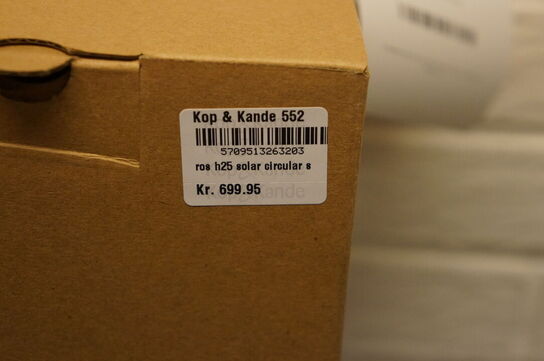 Kop & Kande 552
5709513263203
ros h25 solar circular s
Kr. 699.95